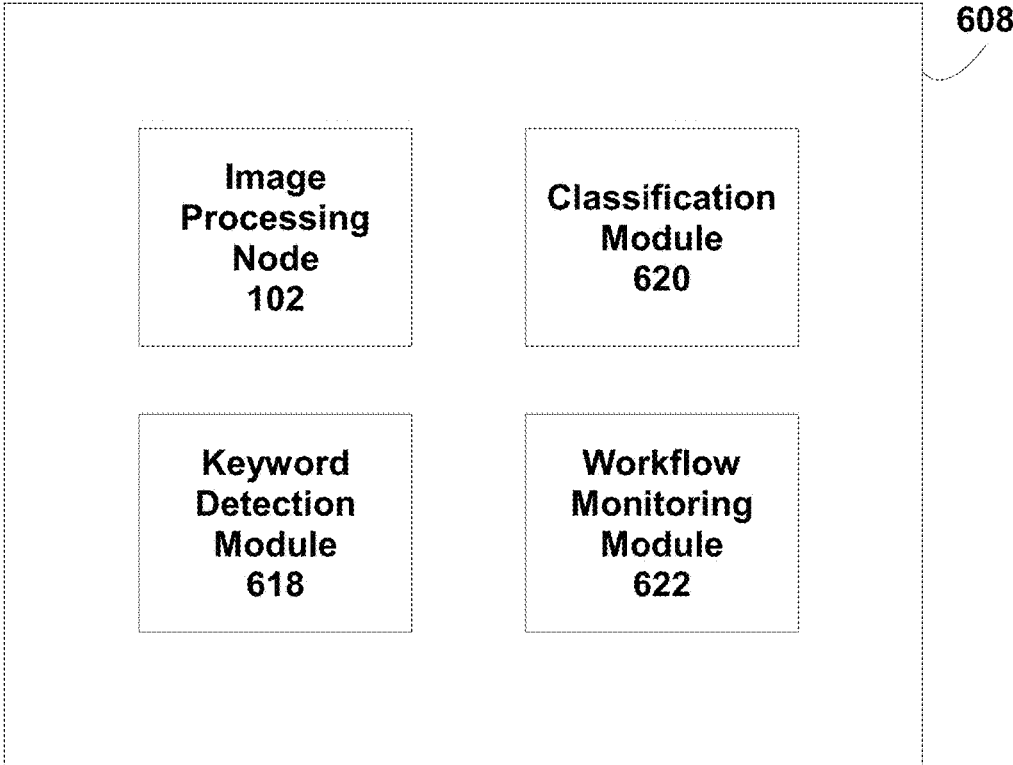 608
Image
Processing
Node
102
Classification
Module
620
Keyword
Detection
Module
618
Workflow
Monitoring
Module
622